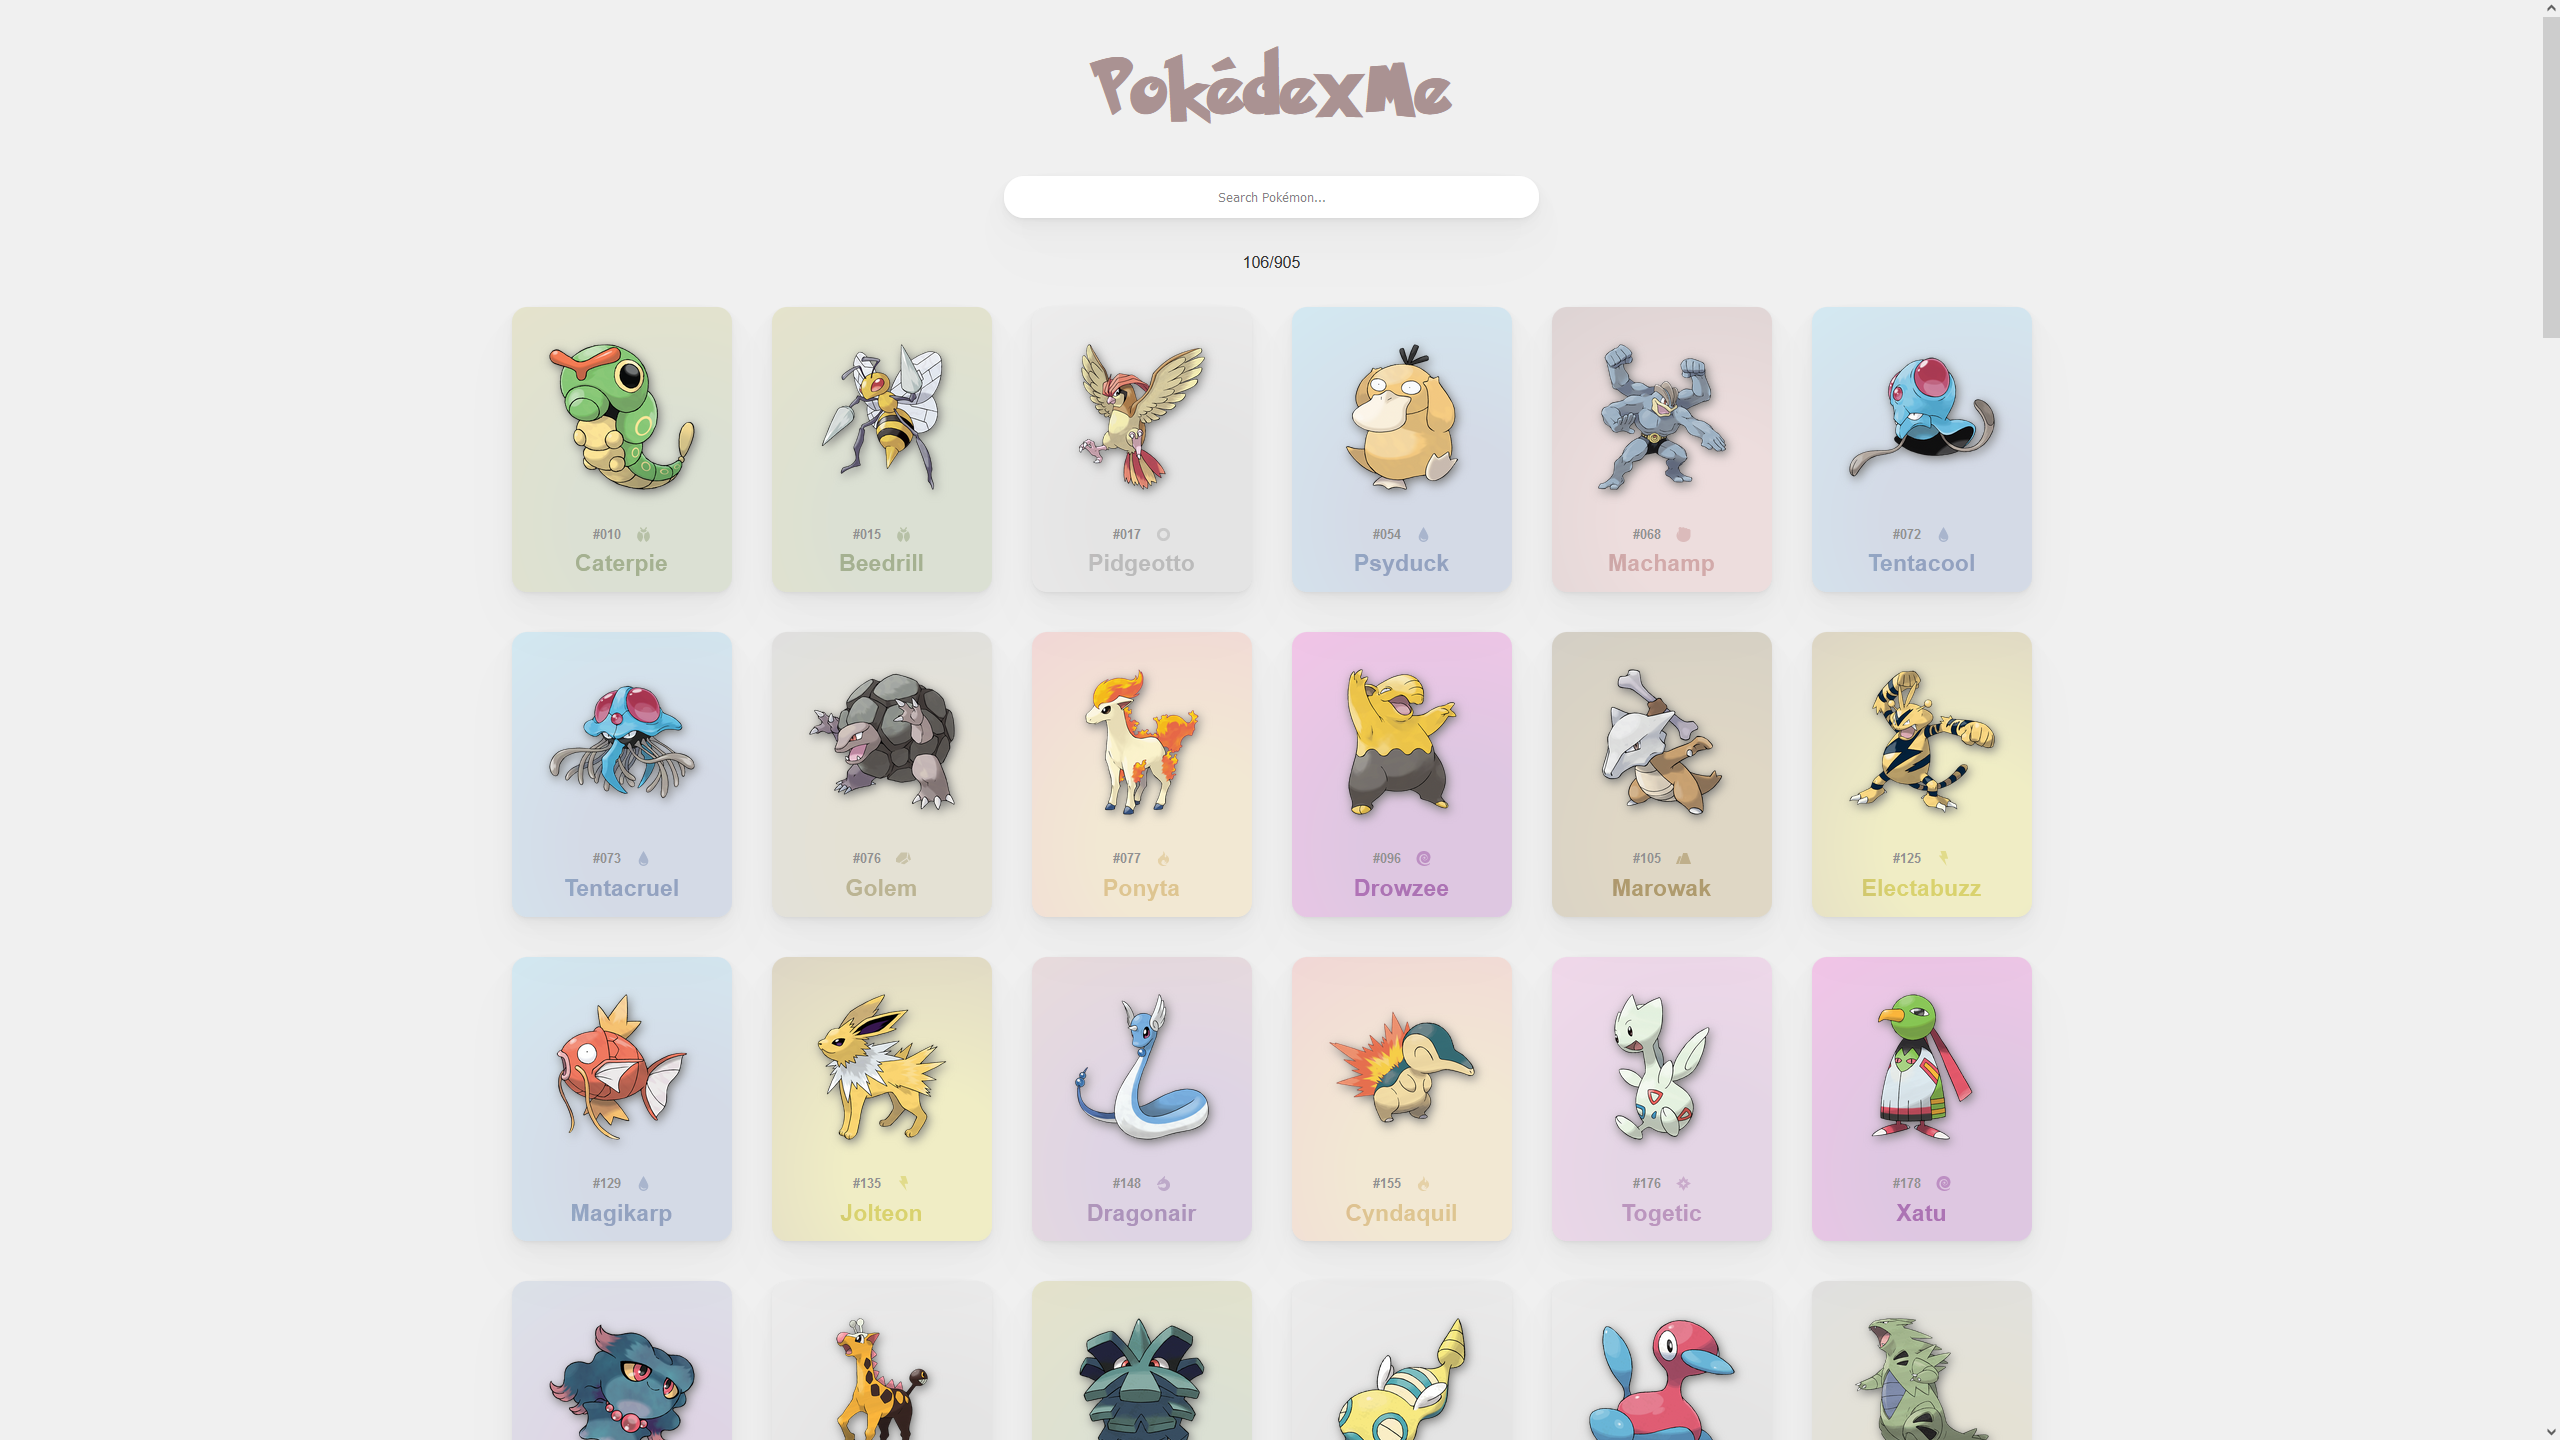 PokédexMe
Search Pokémon...
106/905
#010
Caterpie
#015
Beedrill
#017
Pidgeotto
#054
Psyduck
#068
Machamp
#072
Tentacool
#073
Tentacruel
#076
Golem
#077
Ponyta
#096
Drowzee
#105
Marowak
#125
Electabuzz
#129
Magikarp
#135
Jolteon
#148
Dragonair
#155
Cyndaquil
#176
Togetic
#178
Xatu